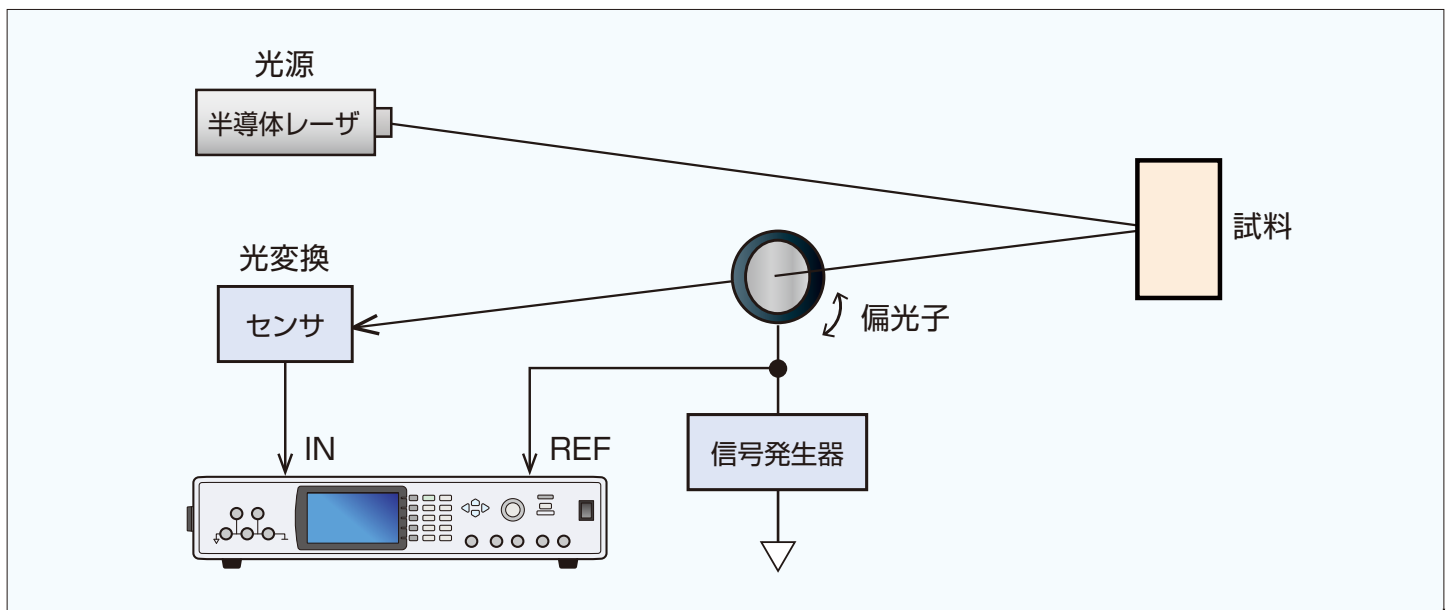 光源
半導体レーザ
試料
光変換
センサ
偏光子
IN
REF
信号発生器